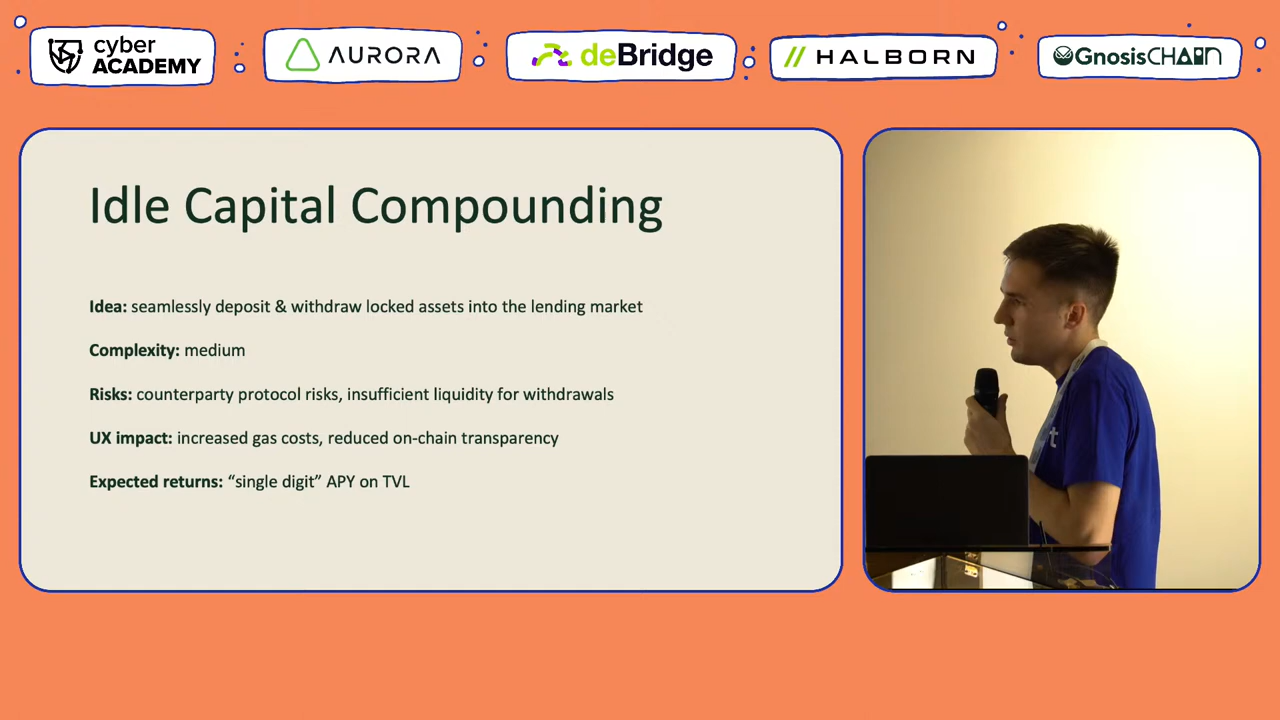 cyber
ACADEMY
AURORA
deBridge
HALBORN
GnosisCHAIN
Idle Capital Compounding
Idea: seamlessly deposit & withdraw locked assets into the lending market
Complexity: medium
Risks: counterparty protocol risks, insufficient liquidity for withdrawals
UX impact: increased gas costs, reduced on-chain transparency
Expected returns: “single digit” APY on TVL
t